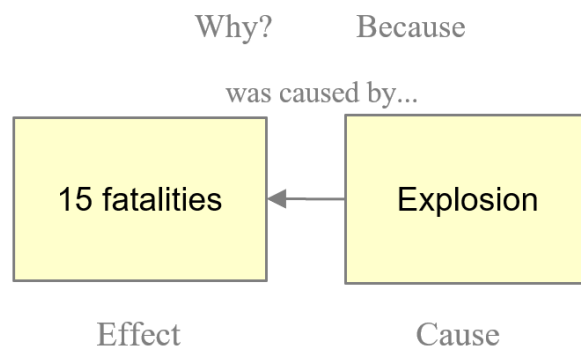 Why? Because
was caused by...
15 fatalities Explosion
Effect Cause